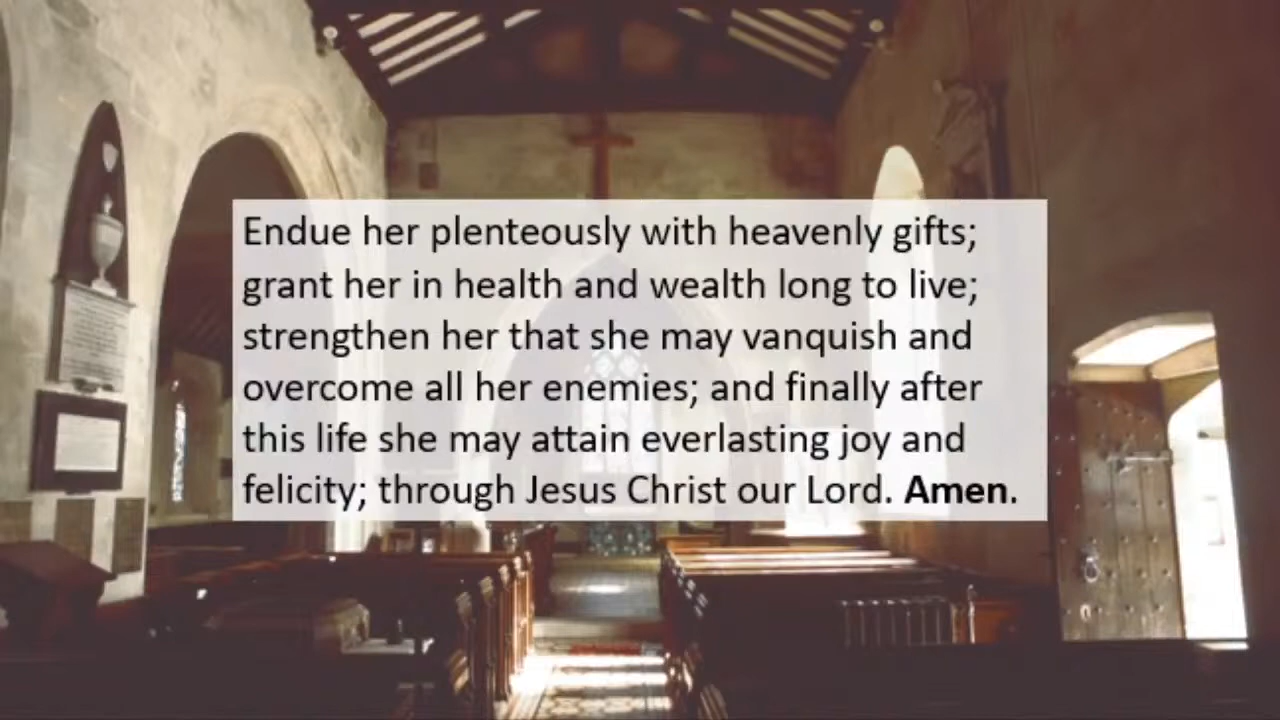 Endue her plenteously with heavenly gifts;
grant her in health and wealth long to live;
strengthen her that she may vanquish and
overcome all her enemies; and finally after
this life she may attain everlasting joy and
felicity; through Jesus Christ our Lord. Amen.